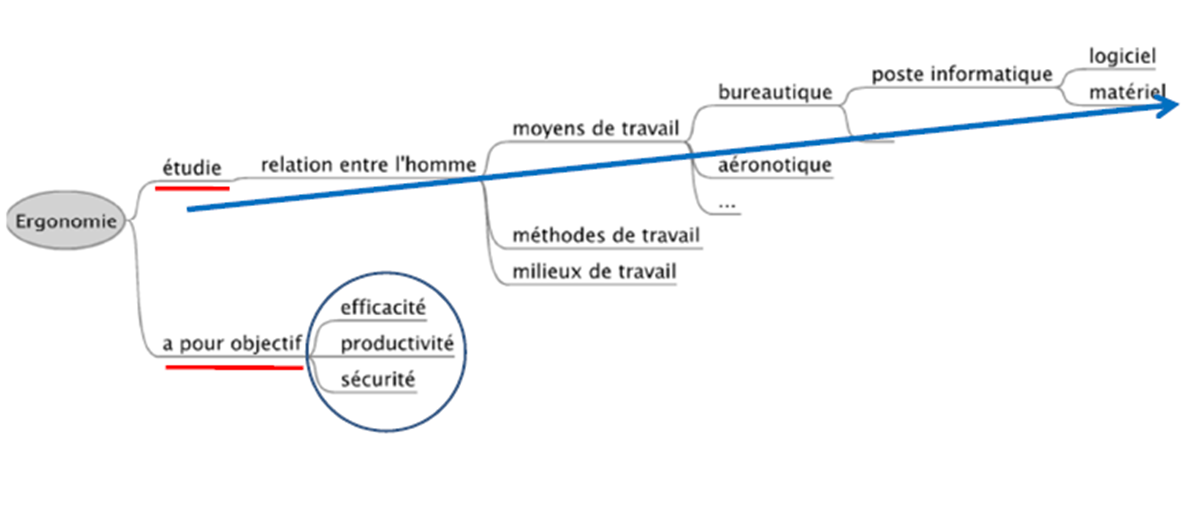 logiciel
poste informatique
matériel
bureautique
moyens de travail
...
aéronotique
étudie
relation entre l'homme
...
Ergonomie
méthodes de travail
milieux de travail
efficacité
a pour objectif
productivité
sécurité